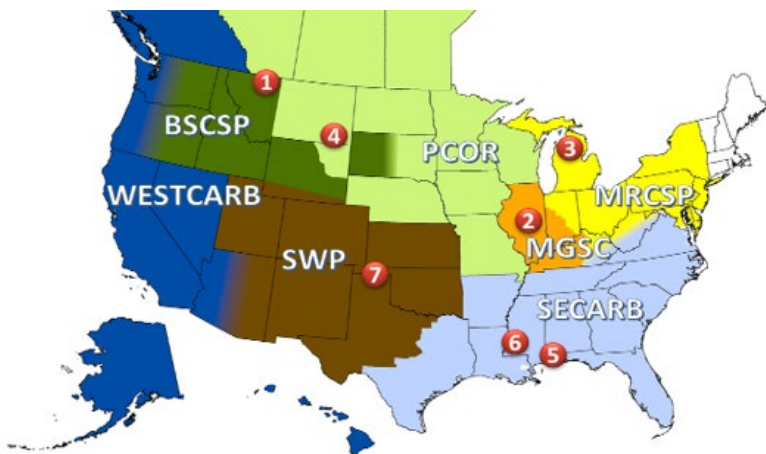 1
BSCSP
4
PCOR
3
WESTCARB
MRCSP
2
MGSC
SWP
7
SECARB
6
5